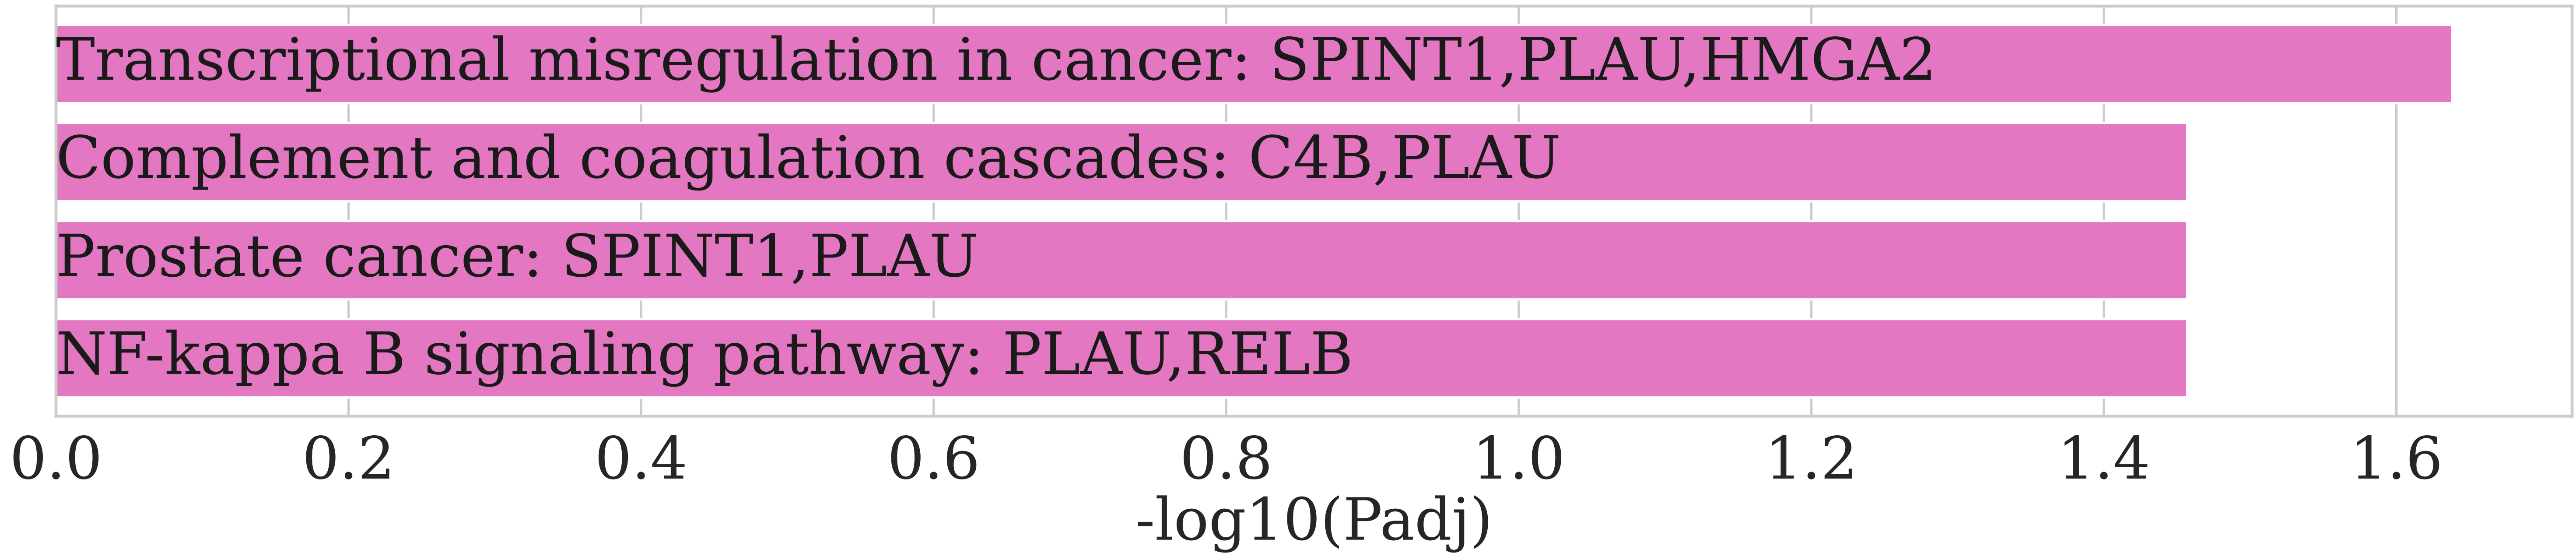 Transcriptional misregulation in cancer: SPINT1,PLAU,HMGA2
Complement and coagulation cascades: C4B,PLAU
Prostate cancer: SPINT1,PLAU
NF-kappa B signaling pathway: PLAU,RELB
0.0 0.2 0.4 0.6 0.8 1.0 1.2 1.4 1.6
-log10(Padj)